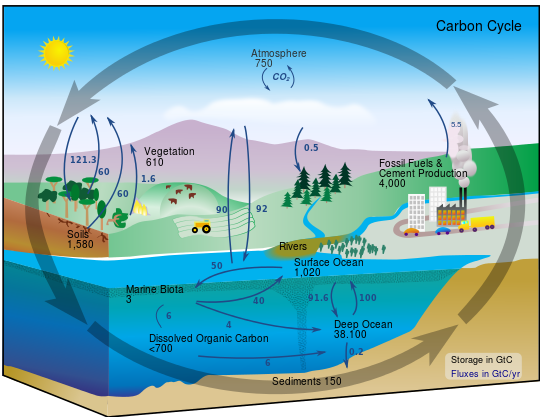 Carbon Cycle
Atmosphere
750
CO₂
5.5
121.3
60
60
1.6
Vegetation
610
0.5
Fossil Fuels &
Cement Production
4,000
90
92
Soils
1,580
Rivers
Surface Ocean
1,020
50
Marine Biota
3
40
91.6
100
6
4
Deep Ocean
38.100
Dissolved Organic Carbon
<700
6
0.2
Sediments 150
Storage in GtC
Fluxes in GtC/yr